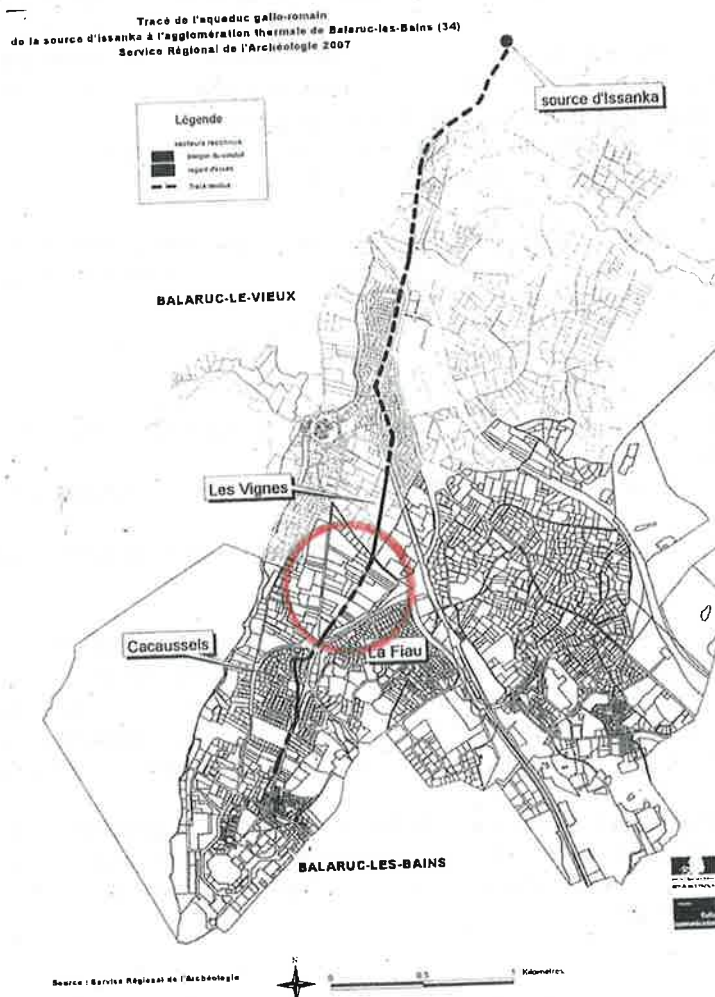 Tracé de l'aqueduc gallo-romain
de la source d'Issanka à l'agglomération thermale de Balaruc-les-Bains (34)
Service Régional de l'Archéologie 2007
source d'Issanka
Légende
secteurs reconnus
regard d'accès
BALARUC-LE-VIEUX
Les Vignes
Cacaussels
La Fiau
BALARUC-LES-BAINS
Source : Service Régional de l'Archéologie
N
0 0.5 1 Kilomètres